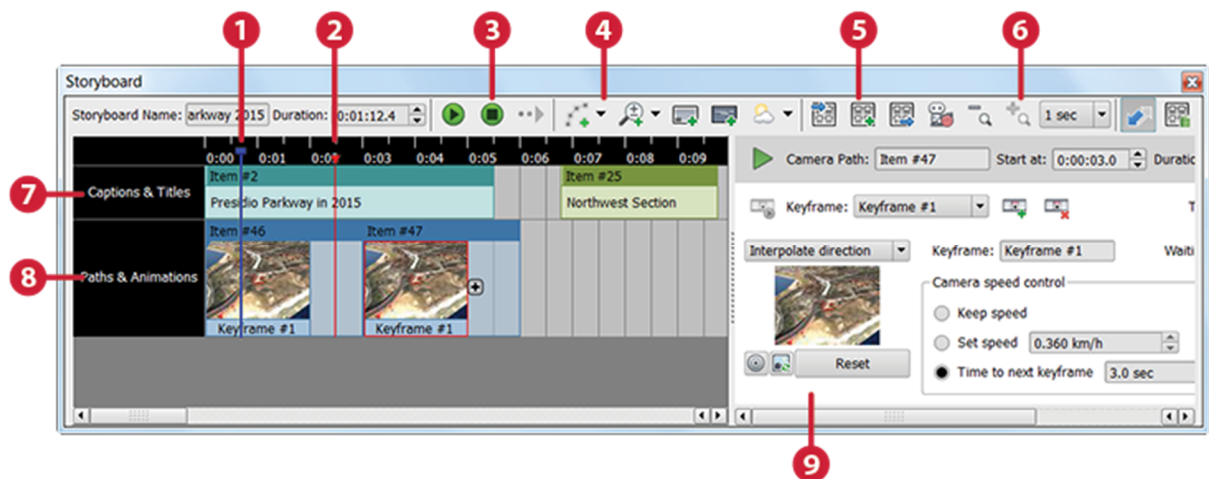 1 2 3 4 5 6
Storyboard
Storyboard Name: arkway 2015 Duration: 0:01:12.4 1 sec
0:00 0:01 0:03 0:04 0:05 0:06 0:07 0:08 0:09
Camera Path: Item #47 Start at: 0:00:03.0 Duratic
7 Captions & Titles
Item #2 Item #25
Presidio Parkway in 2015 Northwest Section
Keyframe: Keyframe #1 T
8 Paths & Animations
Item #46 Item #47
Keyframe #1 Keyframe #1
Interpolate direction Keyframe: Keyframe #1 Waiti
Camera speed control
Keep speed
Set speed 0.360 km/h
Reset Time to next keyframe 3.0 sec
9